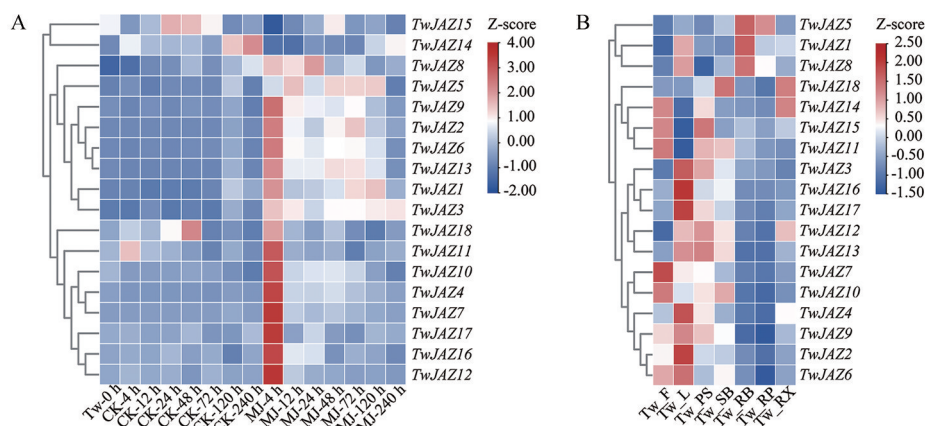 A
TwJAZ15
TwJAZ14
TwJAZ8
TwJAZ5
TwJAZ9
TwJAZ2
TwJAZ6
TwJAZ13
TwJAZ1
TwJAZ3
TwJAZ18
TwJAZ11
TwJAZ10
TwJAZ4
TwJAZ7
TwJAZ17
TwJAZ16
TwJAZ12
Tw-0 h
CK-4 h
CK-12 h
CK-24 h
CK-48 h
CK-72 h
CK-120 h
CK-240 h
MJ-4 h
MJ-12 h
MJ-24 h
MJ-48 h
MJ-72 h
MJ-120 h
MJ-240 h
Z-score
4.00
3.00
2.00
1.00
0.00
-1.00
-2.00
B
TwJAZ5
TwJAZ1
TwJAZ8
TwJAZ18
TwJAZ14
TwJAZ15
TwJAZ11
TwJAZ3
TwJAZ16
TwJAZ17
TwJAZ12
TwJAZ13
TwJAZ7
TwJAZ10
TwJAZ4
TwJAZ9
TwJAZ2
TwJAZ6
Tw_F
Tw_L
Tw_PS
Tw_SB
Tw_RB
Tw_RP
Tw_RX
Z-score
2.50
2.00
1.50
1.00
0.50
0.00
-0.50
-1.00
-1.50